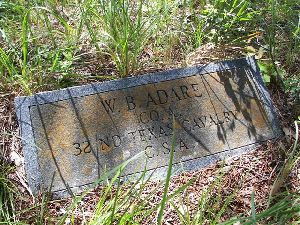 W. B. ADARE
CO.
32 ND TEXAS CAVALRY
C S A